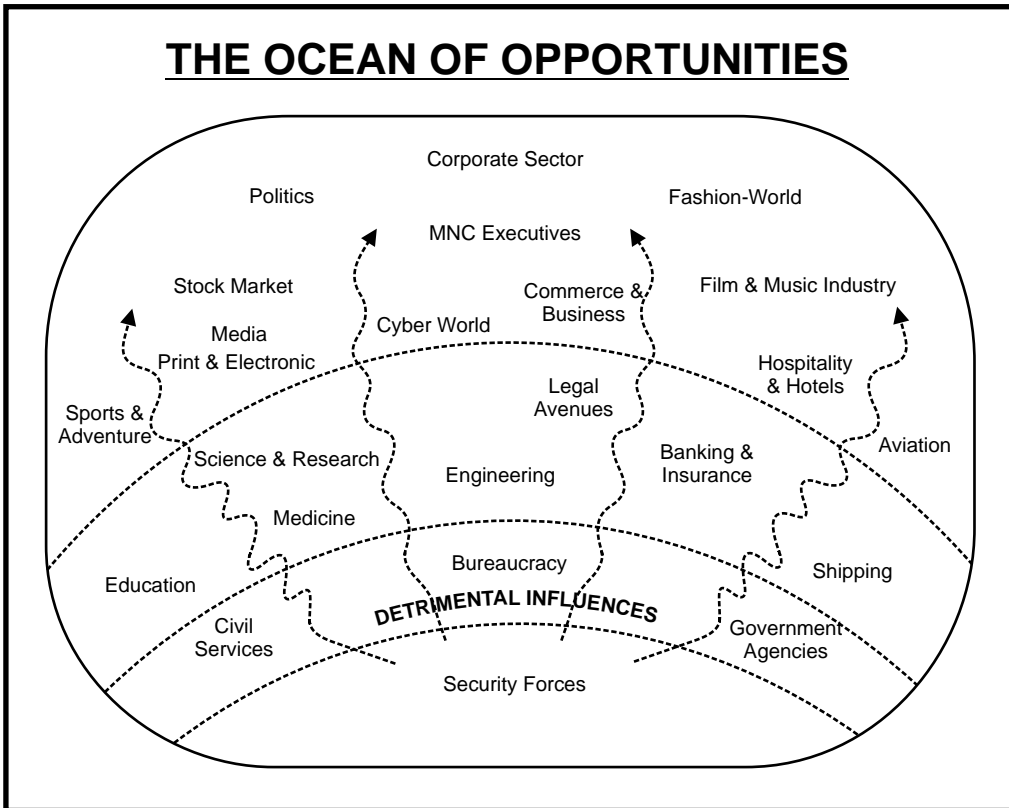 THE OCEAN OF OPPORTUNITIES
Corporate Sector
Politics
Fashion-World
MNC Executives
Stock Market
Commerce &
Business
Film & Music Industry
Cyber World
Media
Print & Electronic
Hospitality
& Hotels
Legal
Avenues
Sports &
Adventure
Science & Research
Engineering
Banking &
Insurance
Aviation
Medicine
Bureaucracy
Education
Shipping
DETRIMENTAL INFLUENCES
Civil
Services
Government
Agencies
Security Forces